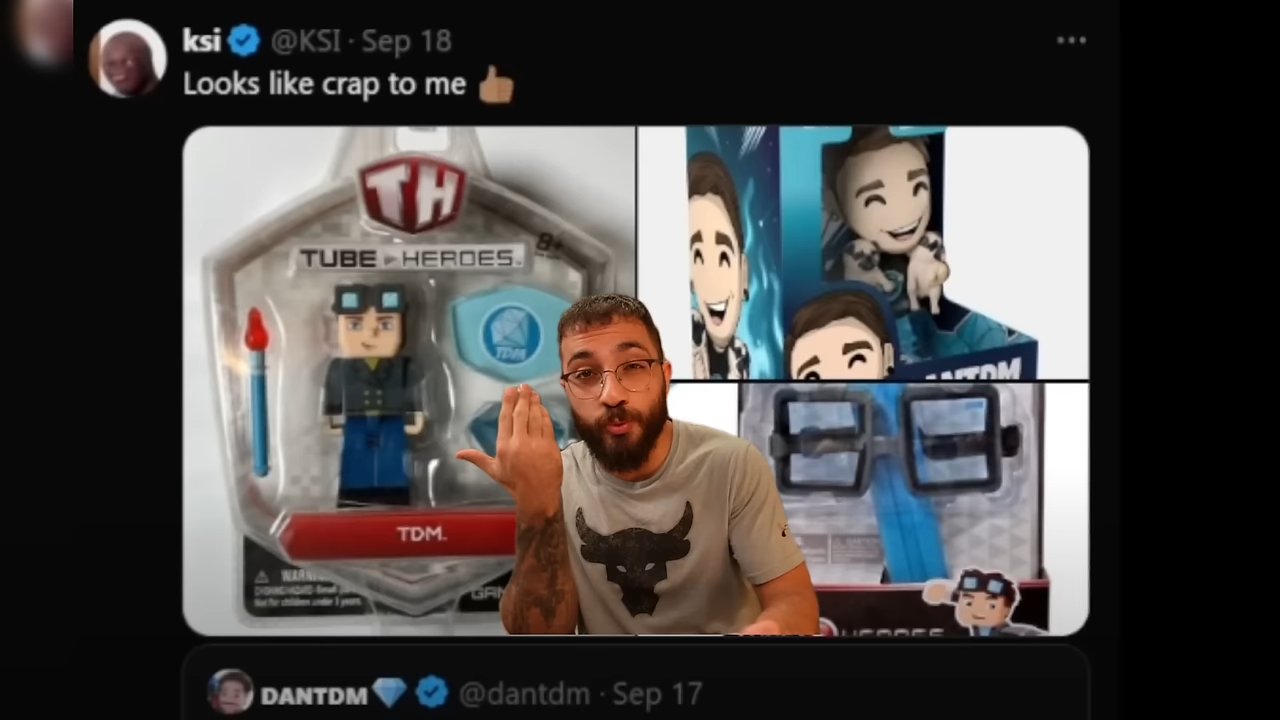 ksi @KSI · Sep 18
Looks like crap to me 👍🏽
TH
8+
TUBE HEROES
TDM
TDM.
WARNING
DANTDM
HEROES
DANTDM💎 @dantdm · Sep 17